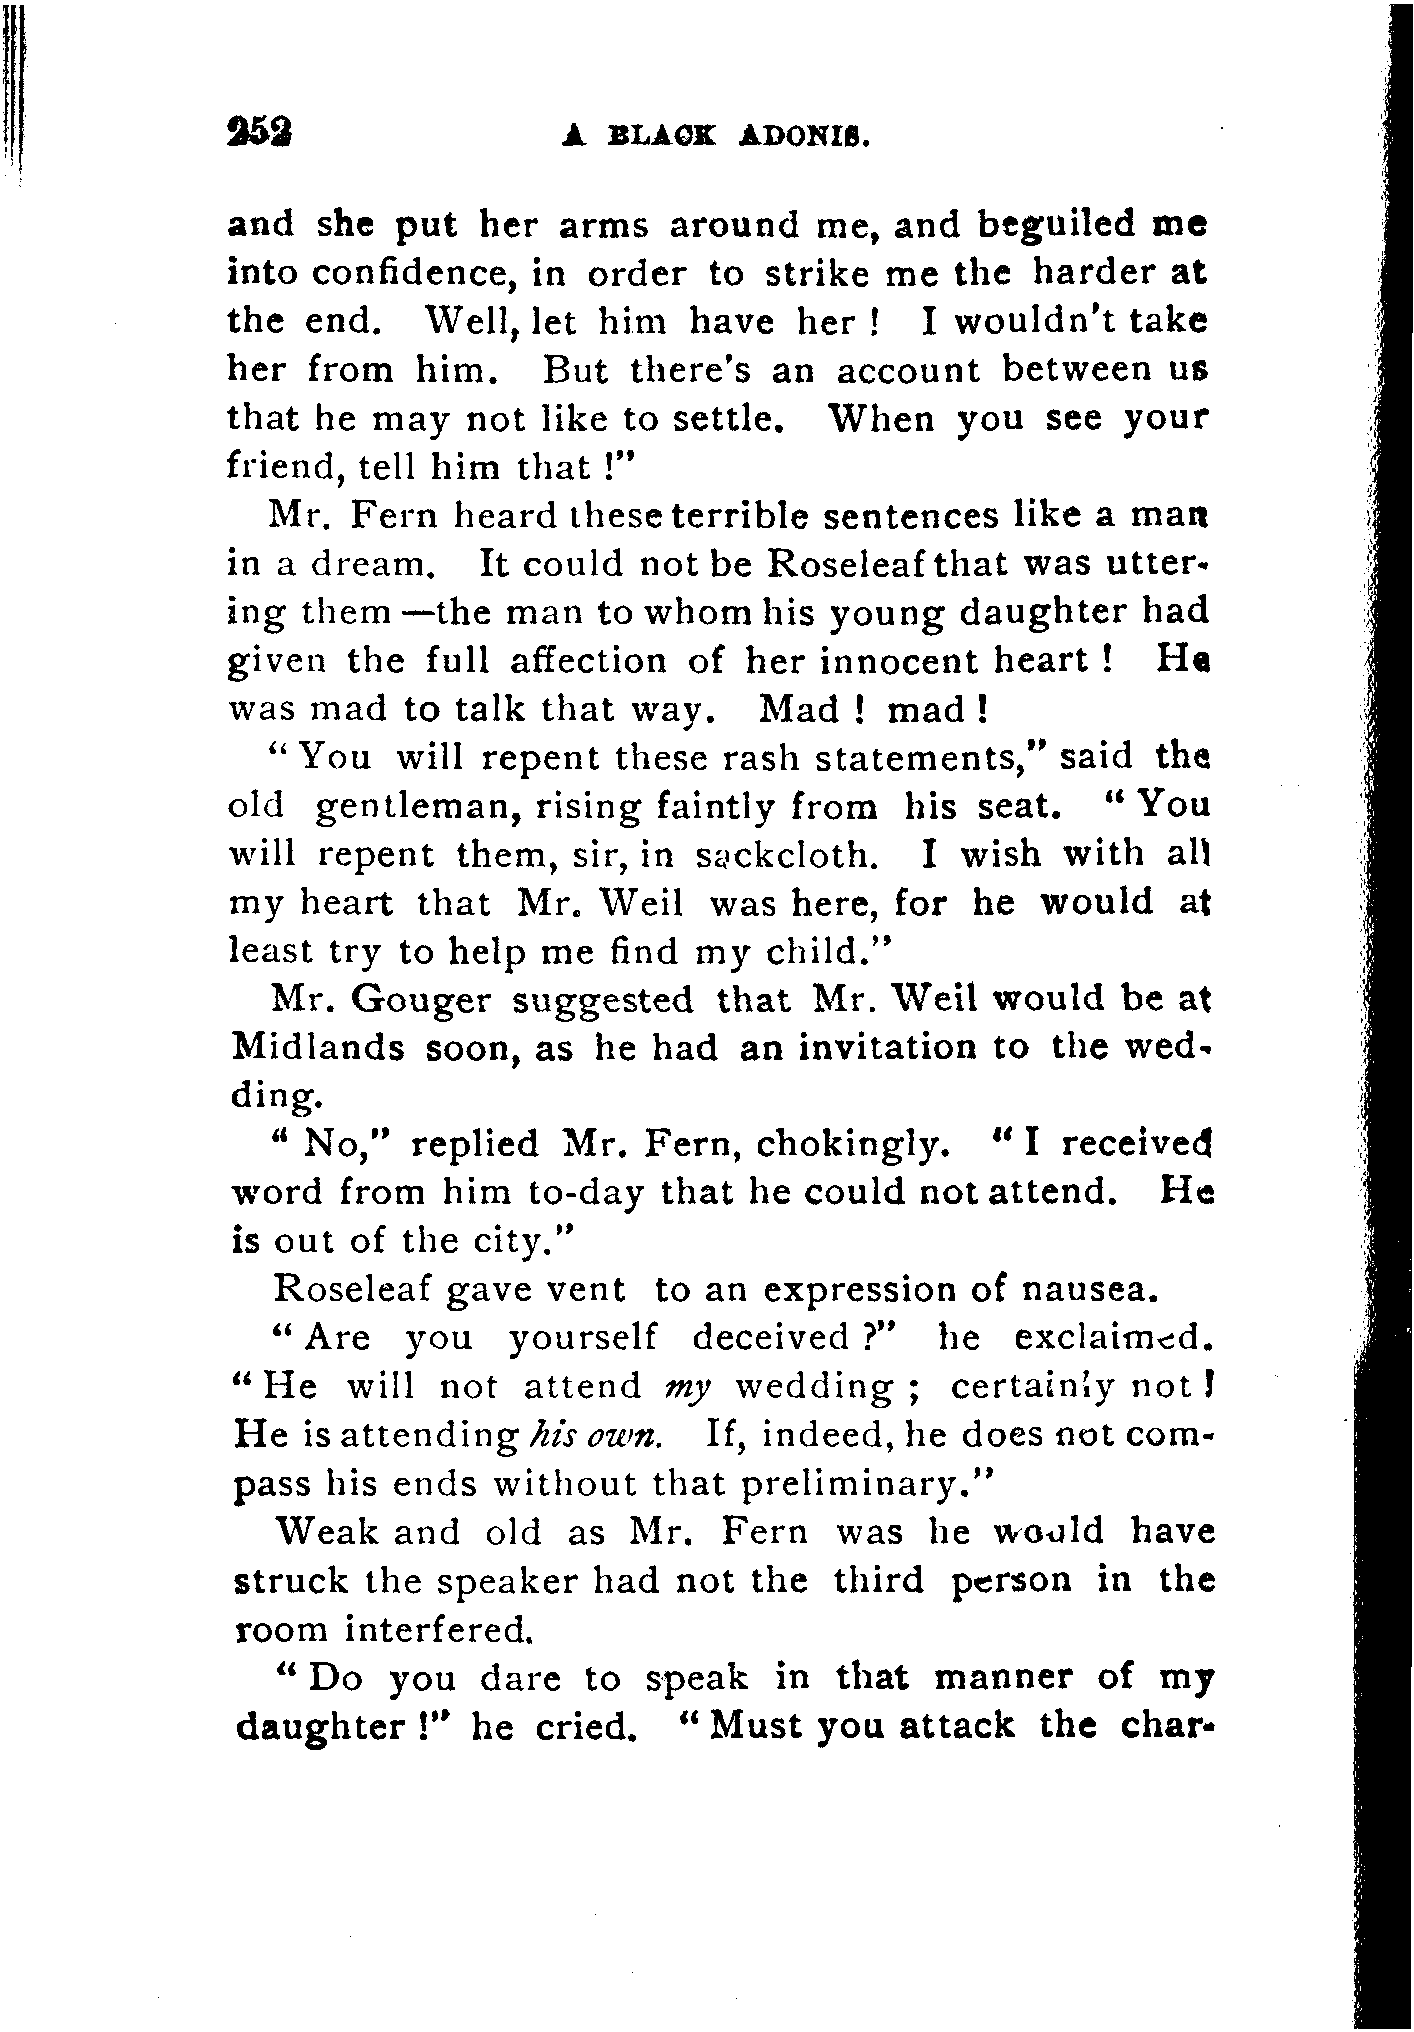 252 A BLACK ADONIS.
and she put her arms around me, and beguiled me
into confidence, in order to strike me the harder at
the end. Well, let him have her ! I wouldn't take
her from him. But there's an account between us
that he may not like to settle. When you see your
friend, tell him that !"
Mr. Fern heard these terrible sentences like a man
in a dream. It could not be Roseleaf that was utter-
ing them —the man to whom his young daughter had
given the full affection of her innocent heart ! He
was mad to talk that way. Mad ! mad !
" You will repent these rash statements," said the
old gentleman, rising faintly from his seat. " You
will repent them, sir, in sackcloth. I wish with all
my heart that Mr. Weil was here, for he would at
least try to help me find my child."
Mr. Gouger suggested that Mr. Weil would be at
Midlands soon, as he had an invitation to the wed-
ding.
" No," replied Mr. Fern, chokingly. " I received
word from him to-day that he could not attend. He
is out of the city."
Roseleaf gave vent to an expression of nausea.
" Are you yourself deceived ?" he exclaimed.
" He will not attend my wedding ; certainly not !
He is attending his own. If, indeed, he does not com-
pass his ends without that preliminary."
Weak and old as Mr. Fern was he would have
struck the speaker had not the third person in the
room interfered.
" Do you dare to speak in that manner of my
daughter !" he cried. " Must you attack the char-